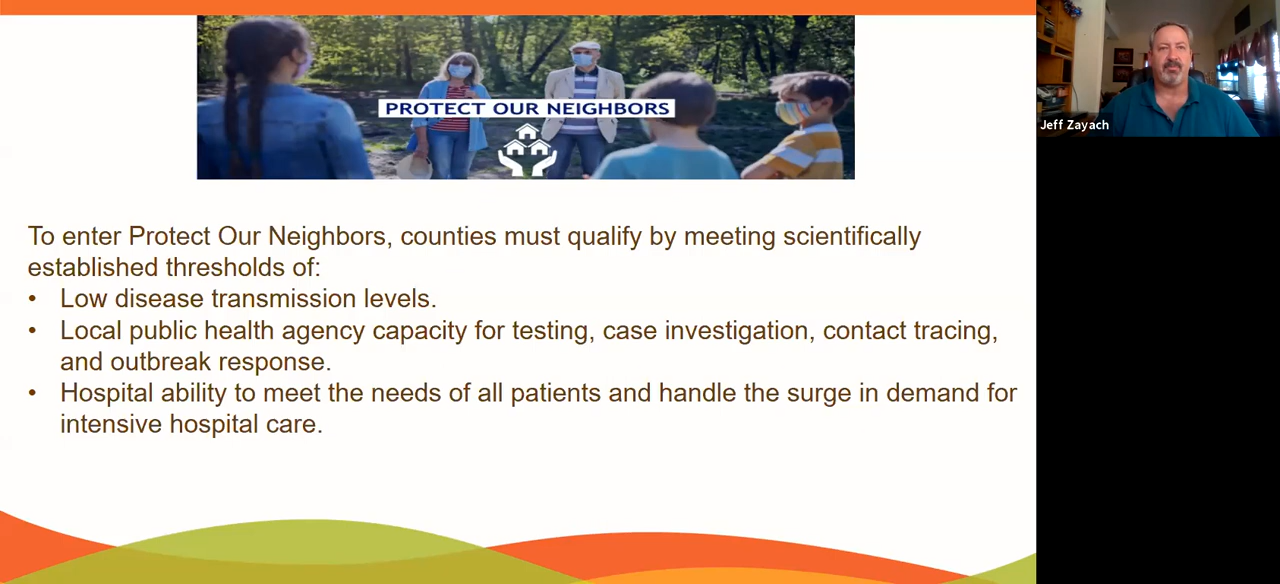 PROTECT OUR NEIGHBORS
Jeff Zayach
To enter Protect Our Neighbors, counties must qualify by meeting scientifically
established thresholds of:
• Low disease transmission levels.
• Local public health agency capacity for testing, case investigation, contact tracing,
and outbreak response.
• Hospital ability to meet the needs of all patients and handle the surge in demand for
intensive hospital care.